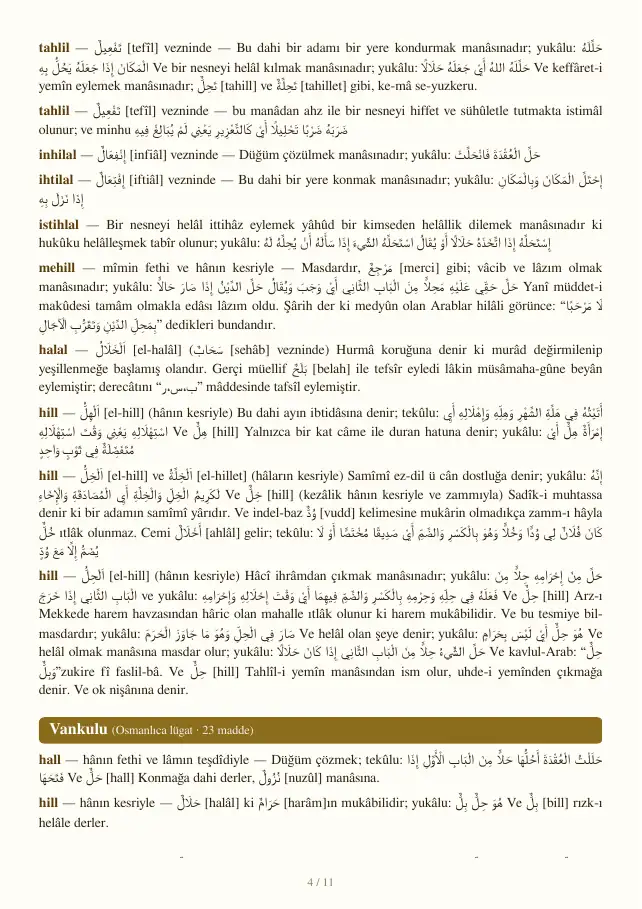 tahlil — تَفْعِيلٌ [tefîl] vezninde — Bu dahi bir adamı bir yere kondurmak manâsınadır; yukâlu: حَلَّلَهُ
الْمَكَانَ إِذَا جَعَلَهُ يَحُلُّ بِهِ Ve bir nesneyi helâl kılmak manâsınadır; yukâlu: حَلَّلَهُ اللهُ أَيْ جَعَلَهُ حَلَالًا Ve keffâret-i
yemîn eylemek manâsınadır; تَحِلٌّ [tahill] ve تَحِلَّةٌ [tahillet] gibi, ke-mâ se-yuzkeru.
tahlil — تَفْعِيلٌ [tefîl] vezninde — bu manâdan ahz ile bir nesneyi hiffet ve sühûletle tutmakta istimâl
olunur; ve minhu ضَرَبَهُ ضَرْبًا تَحْلِيلًا أَيْ كَالتَّعْزِيرِ يَعْنِي لَمْ يُبَالِغْ فِيهِ
inhilal — إِنْفِعَالٌ [infiâl] vezninde — Düğüm çözülmek manâsınadır; yukâlu: حَلَّ الْعُقْدَةَ فَانْحَلَّتْ
ihtilal — إِفْتِعَالٌ [iftiâl] vezninde — Bu dahi bir yere konmak manâsınadır; yukâlu: إِحْتَلَّ الْمَكَانَ وَبِالْمَكَانِ
إِذَا نَزَلَ بِهِ
istihlal — Bir nesneyi helâl ittihâz eylemek yâhûd bir kimseden helâllik dilemek manâsınadır ki
hukûku helâlleşmek tabîr olunur; yukâlu: إِسْتَحَلَّهُ إِذَا اتَّخَذَهُ حَلَالًا أَوْ يُقَالُ اسْتَحَلَّهُ الشَّيْءَ إِذَا سَأَلَهُ أَنْ يُحِلَّهُ لَهُ
mehill — mîmin fethi ve hânın kesriyle — Masdardır, مَرْجِعٌ [merci] gibi; vâcib ve lâzım olmak
manâsınadır; yukâlu: حَلَّ حَقِّي عَلَيْهِ مَحِلاًّ مِنَ الْبَابِ الثَّانِي أَيْ وَجَبَ وَيُقَالُ حَلَّ الدَّيْنُ إِذَا صَارَ حَالاًّ Yanî müddet-i
makûdesi tamâm olmakla edâsı lâzım oldu. Şârih der ki medyûn olan Arablar hilâli görünce: “لَا مَرْحَبًا
بِمَحِلِّ الدَّيْنِ وَتَقَرُّبِ الْآجَالِ” dedikleri bundandır.
halal — اَلْخَلَالُ [el-halâl] (سَحَابٌ [sehâb] vezninde) Hurmâ koruğuna denir ki murâd değirmilenip
yeşillenmeğe başlamış olandır. Gerçi müellif بَلَحٌ [belah] ile tefsîr eyledi lâkin müsâmaha-gûne beyân
eylemiştir; derecâtını “ب،س،ر” mâddesinde tafsîl eylemiştir.
hill — اَلْهِلُّ [el-hill] (hânın kesriyle) Bu dahi ayın ibtidâsına denir; tekûlu: أَتَيْتُهُ فِي هَلَّةِ الشَّهْرِ وَهِلِّهِ وَإِهْلَالِهِ أَيِ
اسْتِهْلَالِهِ يَعْنِي وَقْتَ اسْتِهْلَالِهِ Ve هِلٌّ [hill] Yalnızca bir kat câme ile duran hatuna denir; yukâlu: إِمْرَأَةٌ هِلٌّ أَيْ
مُتَفَضِّلَةٌ فِي ثَوْبٍ وَاحِدٍ
hill — اَلْخِلُّ [el-hill] ve اَلْخِلَّةُ [el-hillet] (hâların kesriyle) Samîmî ez-dil ü cân dostluğa denir; yukâlu: إِنَّهُ
لَكَرِيمُ الْخِلِّ وَالْخِلَّةِ أَيِ الْمُصَادَقَةِ وَالْإِخَاءِ Ve خِلٌّ [hill] (kezâlik hânın kesriyle ve zammıyla) Sadîk-i muhtassa
denir ki bir adamın samîmî yârıdır. Ve indel-baz وُدٌّ [vudd] kelimesine mukârin olmadıkça zamm-ı hâyla
خُلٌّ ıtlâk olunmaz. Cemi أَخْلَالٌ [ahlâl] gelir; tekûlu: كَانَ فُلَانٌ لِي وُدًّا وَخُلًّا وَهُوَ بِالْكَسْرِ وَالضَّمِّ أَيْ صَدِيقًا مُخْتَصًّا أَوْ لَا
يُضَمُّ إِلَّا مَعَ وُدٍّ
hill — اَلْحِلُّ [el-hill] (hânın kesriyle) Hâcî ihrâmdan çıkmak manâsınadır; yukâlu: حَلَّ مِنْ إِحْرَامِهِ حِلاًّ مِنَ
الْبَابِ الثَّانِي إِذَا خَرَجَ ve yukâlu: فَعَلَهُ فِي حِلِّهِ وَحِرْمِهِ بِالْكَسْرِ وَالضَّمِّ فِيهِمَا أَيْ وَقْتَ إِحْلَالِهِ وَإِحْرَامِهِ Ve حِلٌّ [hill] Arz-ı
Mekkede harem havzasından hâric olan mahalle ıtlâk olunur ki harem mukâbilidir. Ve bu tesmiye bil-
masdardır; yukâlu: صَارَ فِي الْحِلِّ وَهُوَ مَا جَاوَزَ الْحَرَمَ Ve helâl olan şeye denir; yukâlu: هُوَ حِلٌّ أَيْ لَيْسَ بِحَرَامٍ Ve
helâl olmak manâsına masdar olur; yukâlu: حَلَّ الشَّيْءُ حِلاًّ مِنَ الْبَابِ الثَّانِي إِذَا كَانَ حَلَالًا Ve kavlul-Arab: “حِلٌّ
وَبِلٌّ”zukire fî faslil-bâ. Ve حِلٌّ [hill] Tahlîl-i yemîn manâsından ism olur, uhde-i yemînden çıkmağa
denir. Ve ok nişânına denir.
Vankulu (Osmanlıca lügat · 23 madde)
hall — hânın fethi ve lâmın teşdîdiyle — Düğüm çözmek; tekûlu: حَلَلْتُ الْعُقْدَةَ أَحُلُّهَا حَلاًّ مِنَ الْبَابِ الْأَوَّلِ إِذَا
فَتَحْتَهَا Ve حَلٌّ [hall] Konmağa dahi derler, نُزُولٌ [nuzûl] manâsına.
hill — hânın kesriyle — حَلَالٌ [halâl] ki حَرَامٌ [harâm]ın mukâbilidir; yukâlu: هُوَ حِلٌّ بِلٌّ Ve بِلٌّ [bill] rızk-ı
helâle derler.
4 / 11